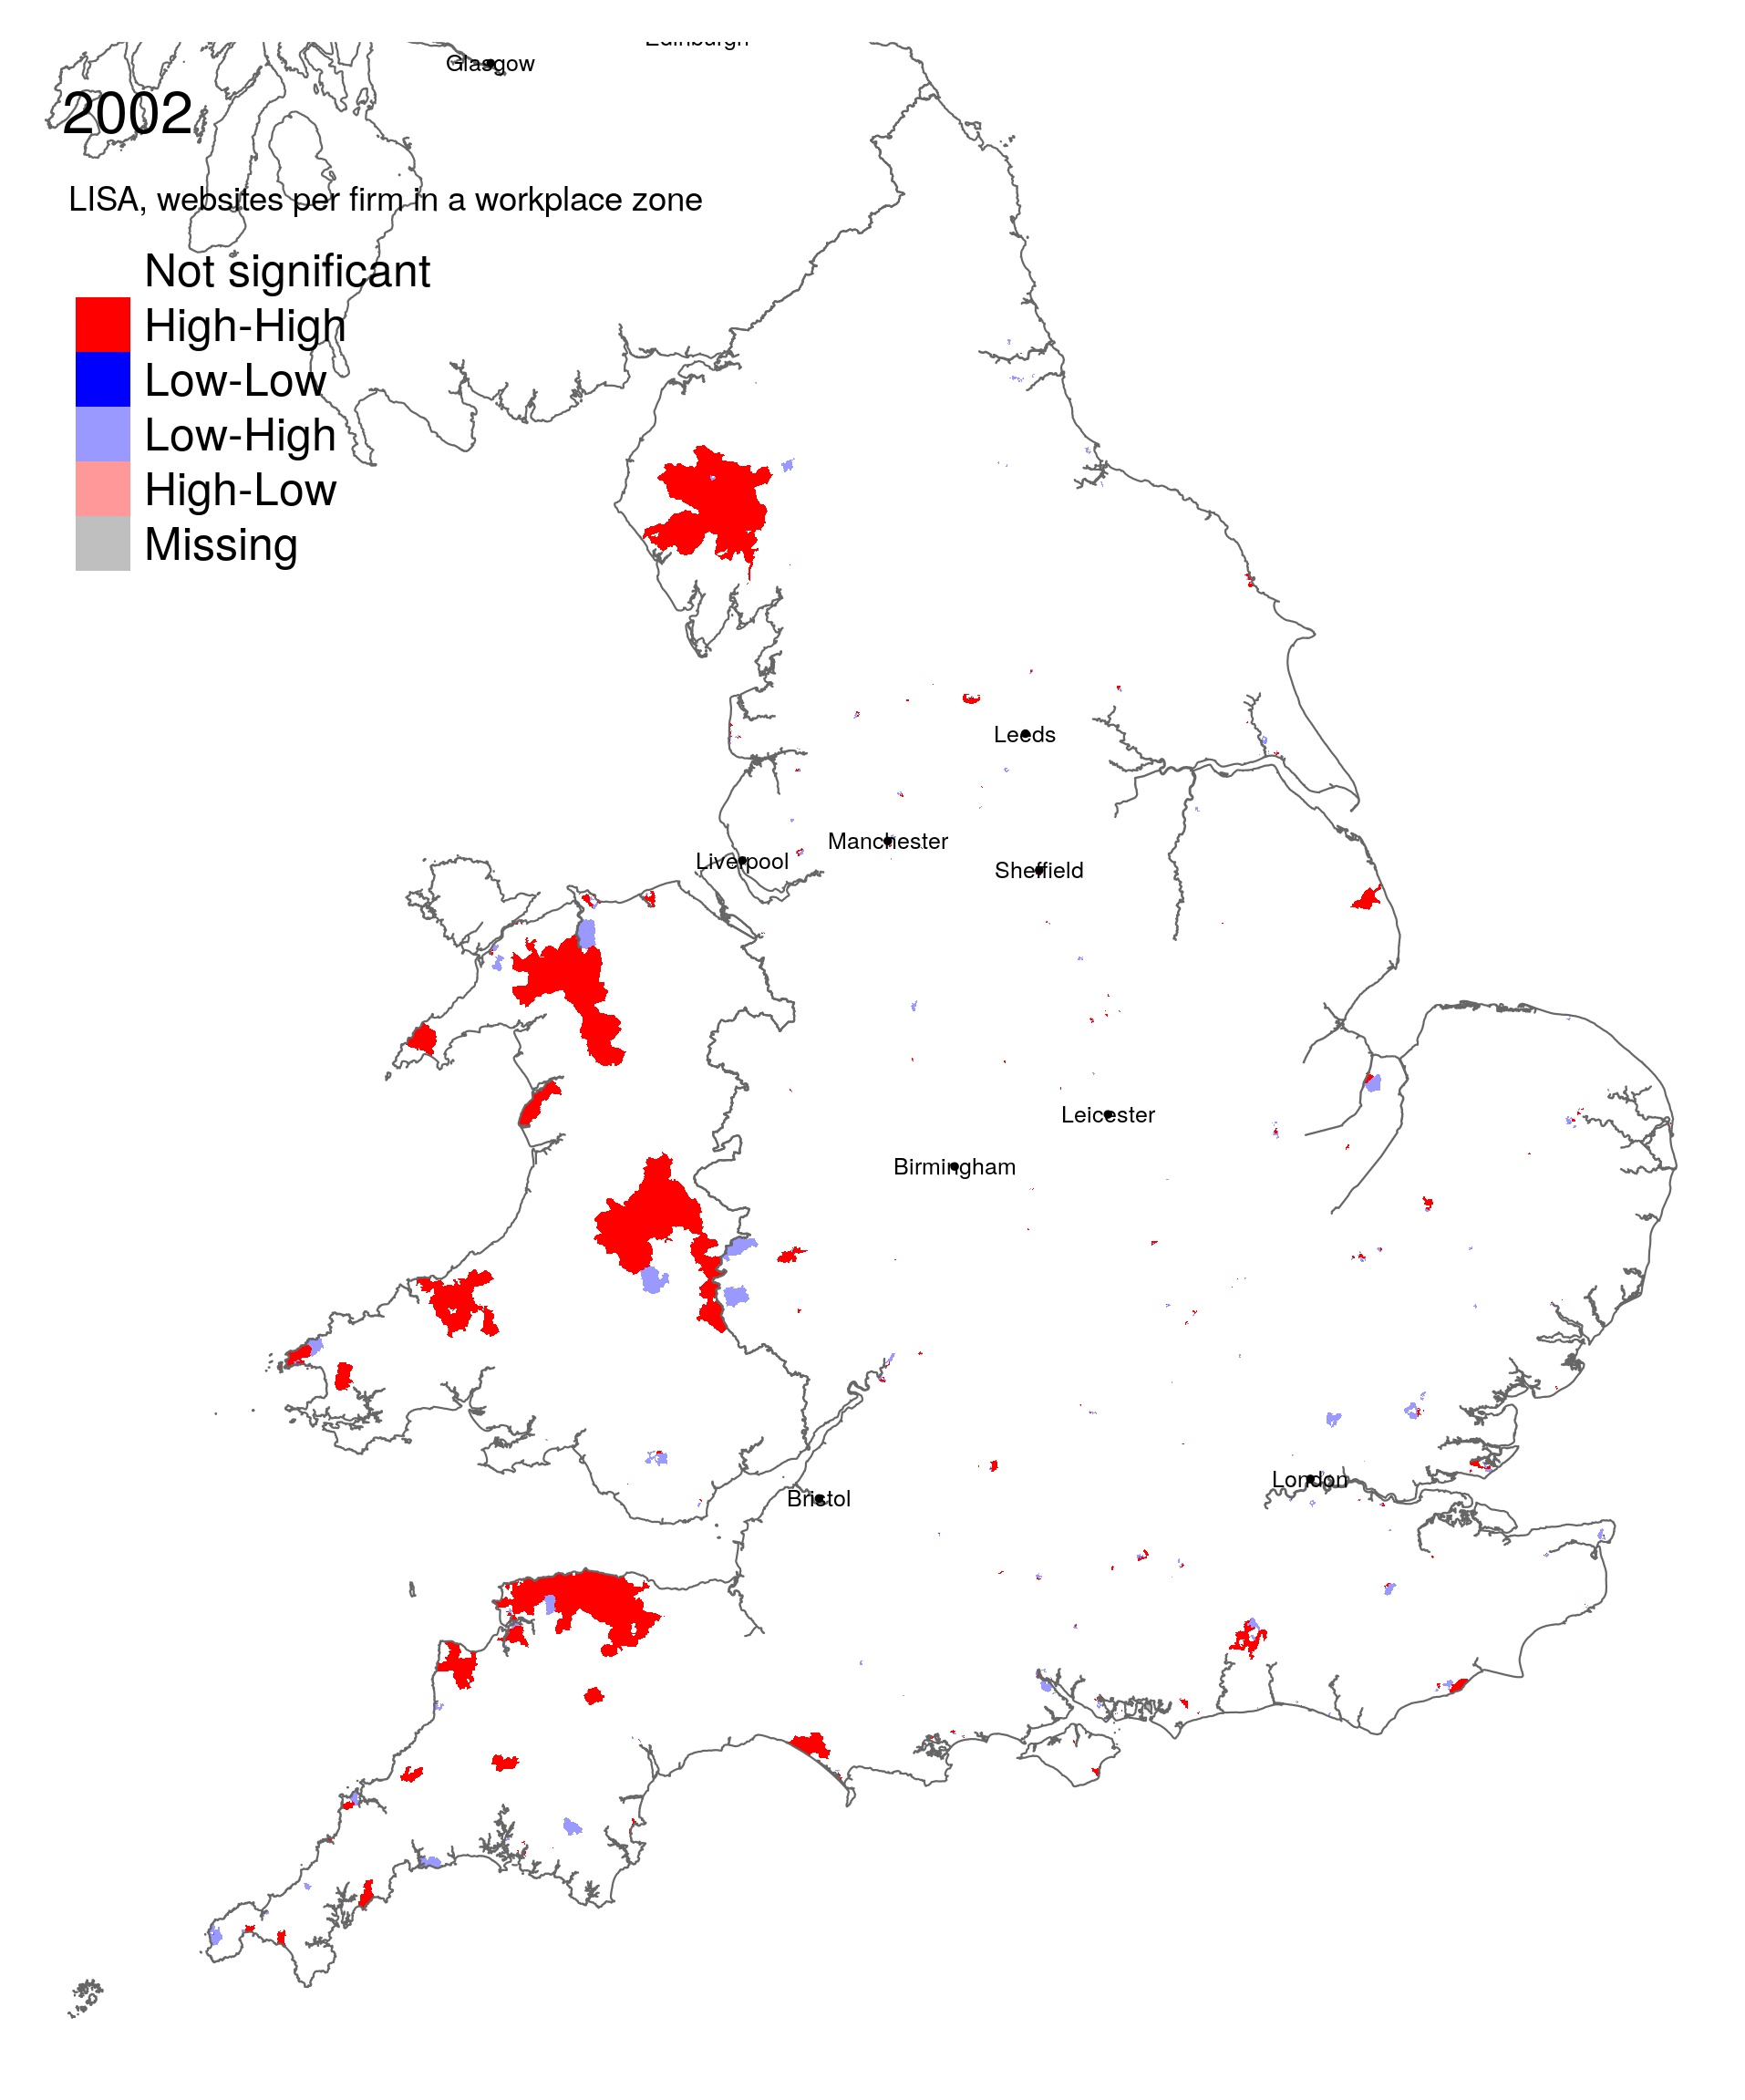 Edinburgh
Glasgow
2002
LISA, websites per firm in a workplace zone
Not significant
High-High
Low-Low
Low-High
High-Low
Missing
Leeds
Manchester
Liverpool
Sheffield
Leicester
Birmingham
London
Bristol